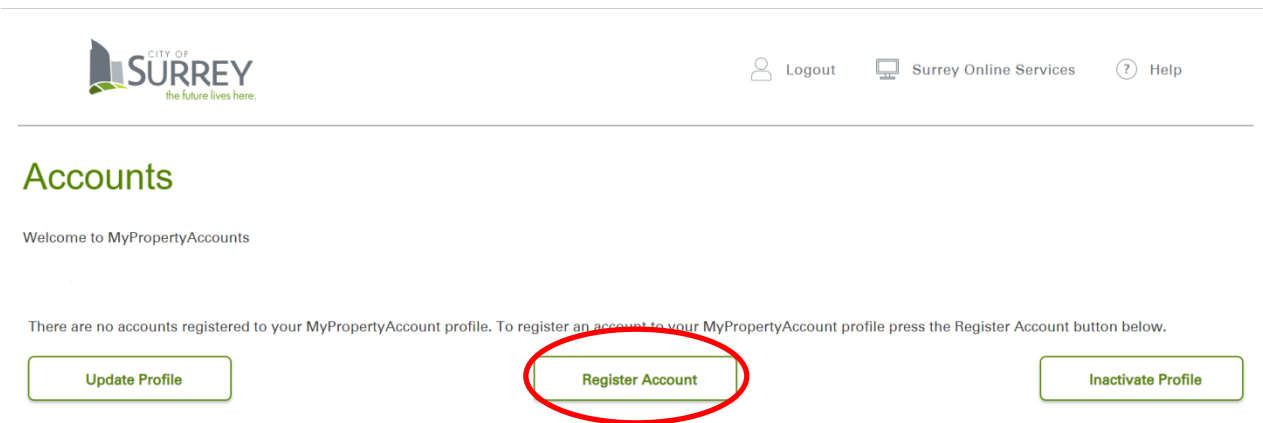 CITY OF
SURREY
the future lives here.
Logout Surrey Online Services ? Help
Accounts
Welcome to MyPropertyAccounts
There are no accounts registered to your MyPropertyAccount profile. To register an account to your MyPropertyAccount profile press the Register Account button below.
Update Profile Register Account Inactivate Profile